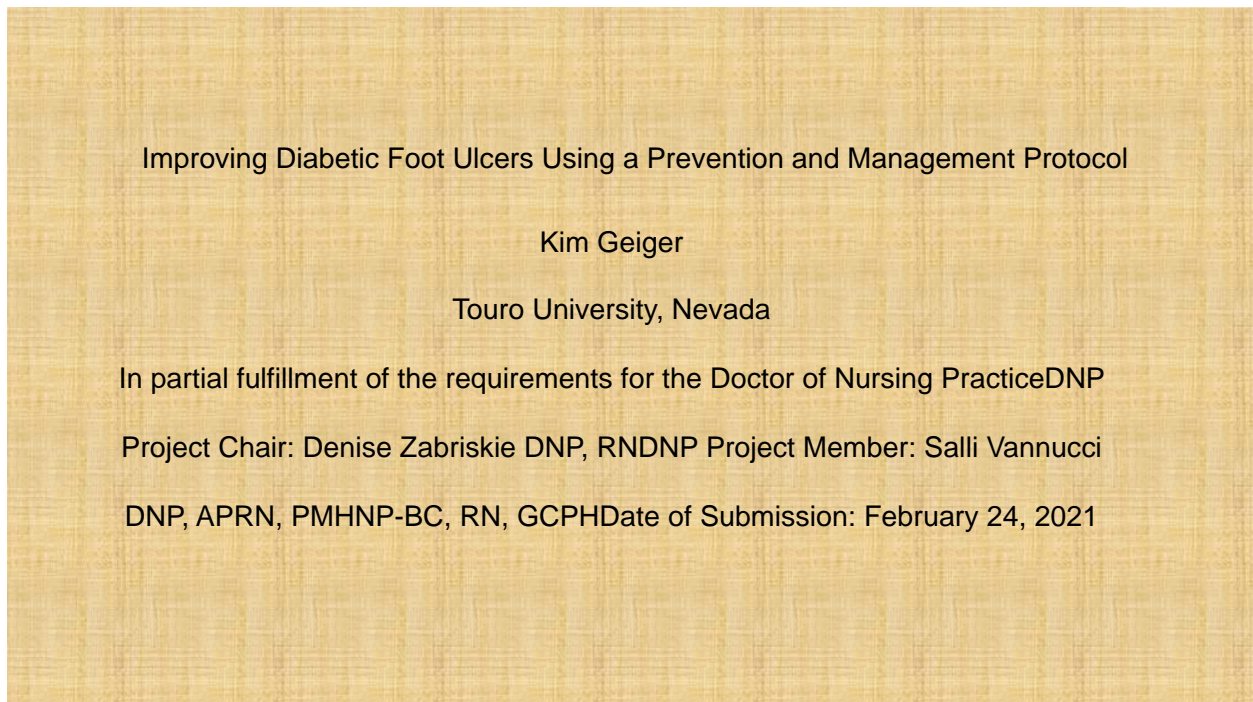 Improving Diabetic Foot Ulcers Using a Prevention and Management Protocol
Kim Geiger
Touro University, Nevada
In partial fulfillment of the requirements for the Doctor of Nursing PracticeDNP
Project Chair: Denise Zabriskie DNP, RNDNP Project Member: Salli Vannucci
DNP, APRN, PMHNP-BC, RN, GCPHDate of Submission: February 24, 2021